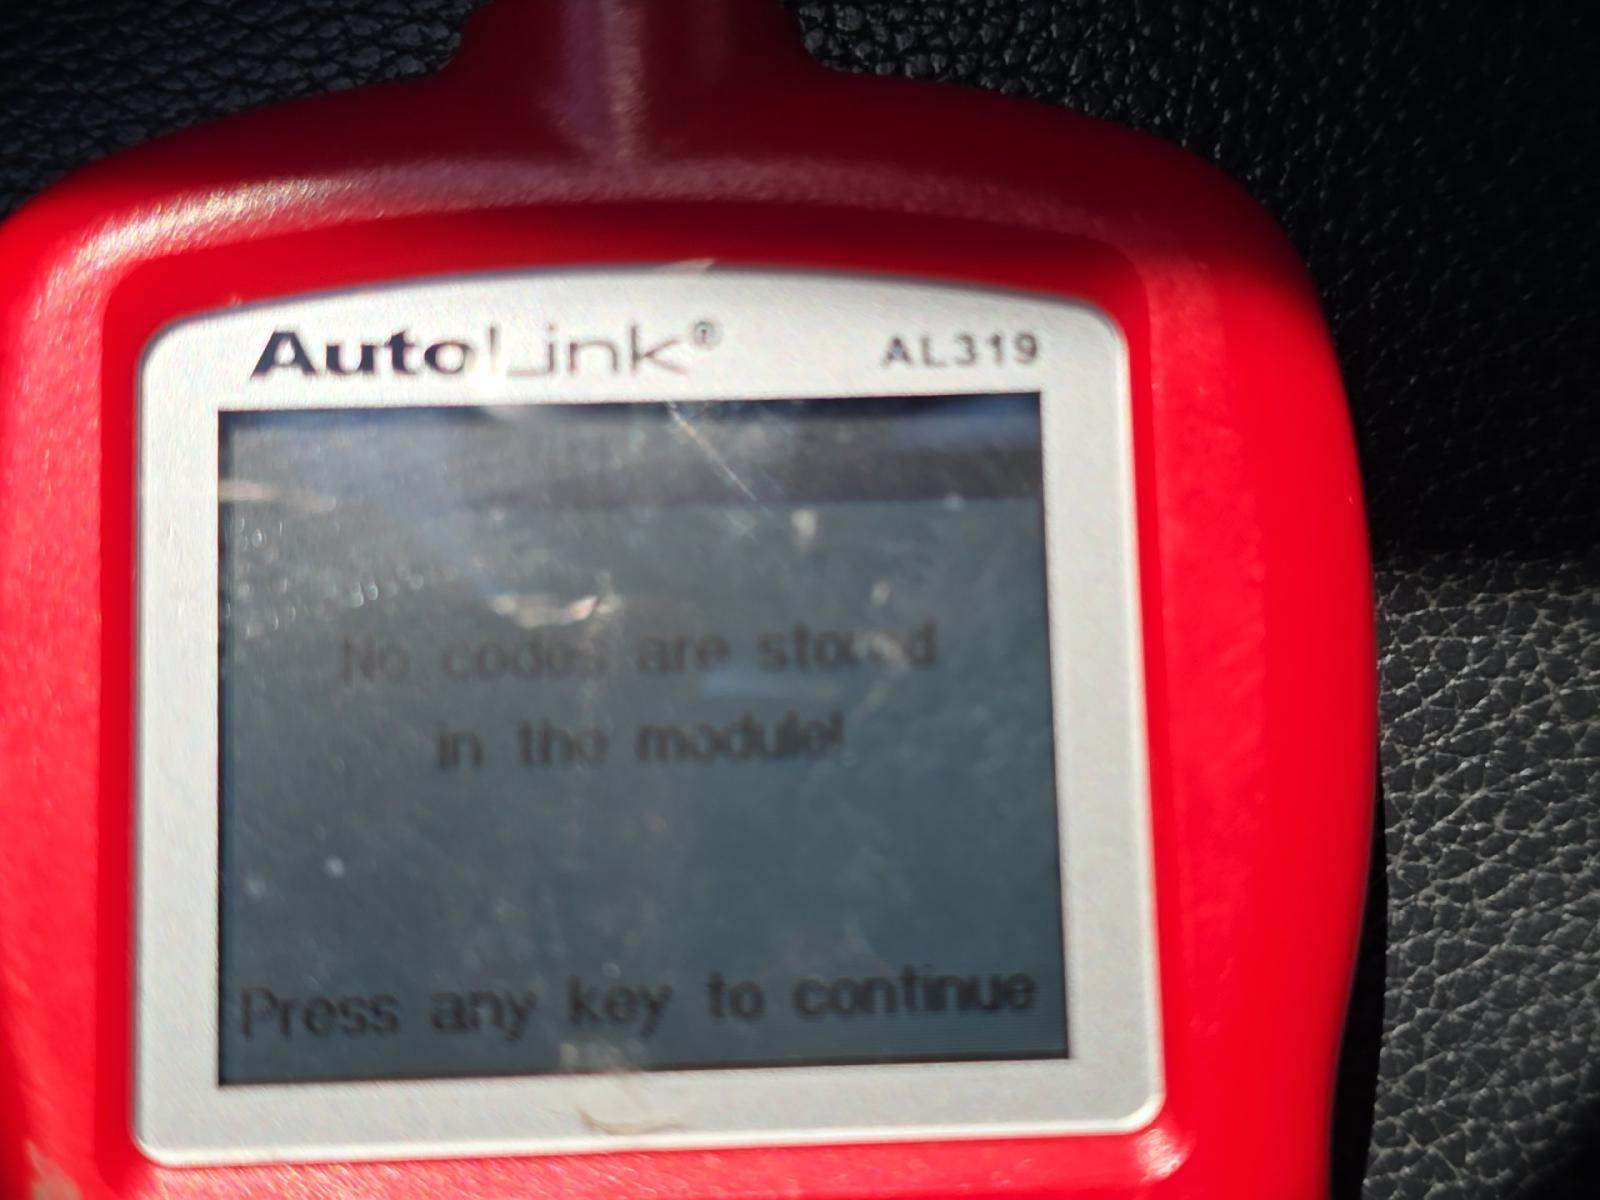 AutoLink® AL319
No codes are stored
in the module!
Press any key to continue